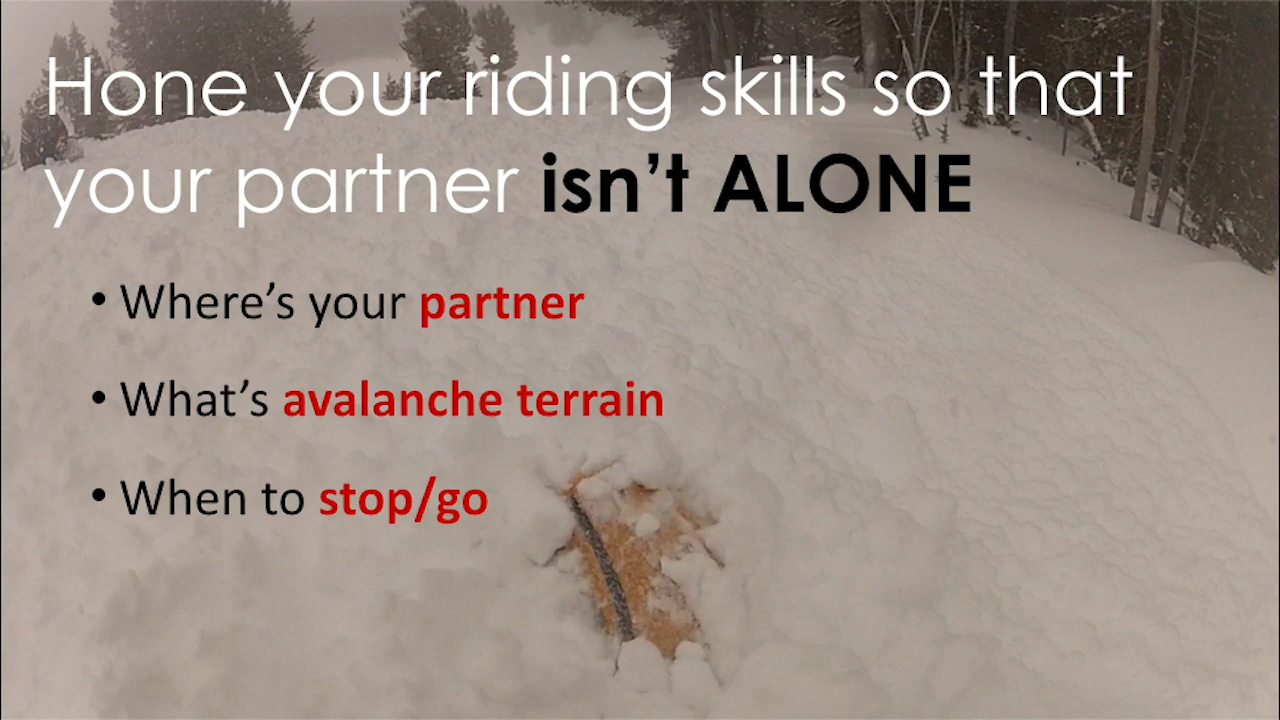 Hone your riding skills so that
your partner isn’t ALONE
• Where’s your partner
• What’s avalanche terrain
• When to stop/go